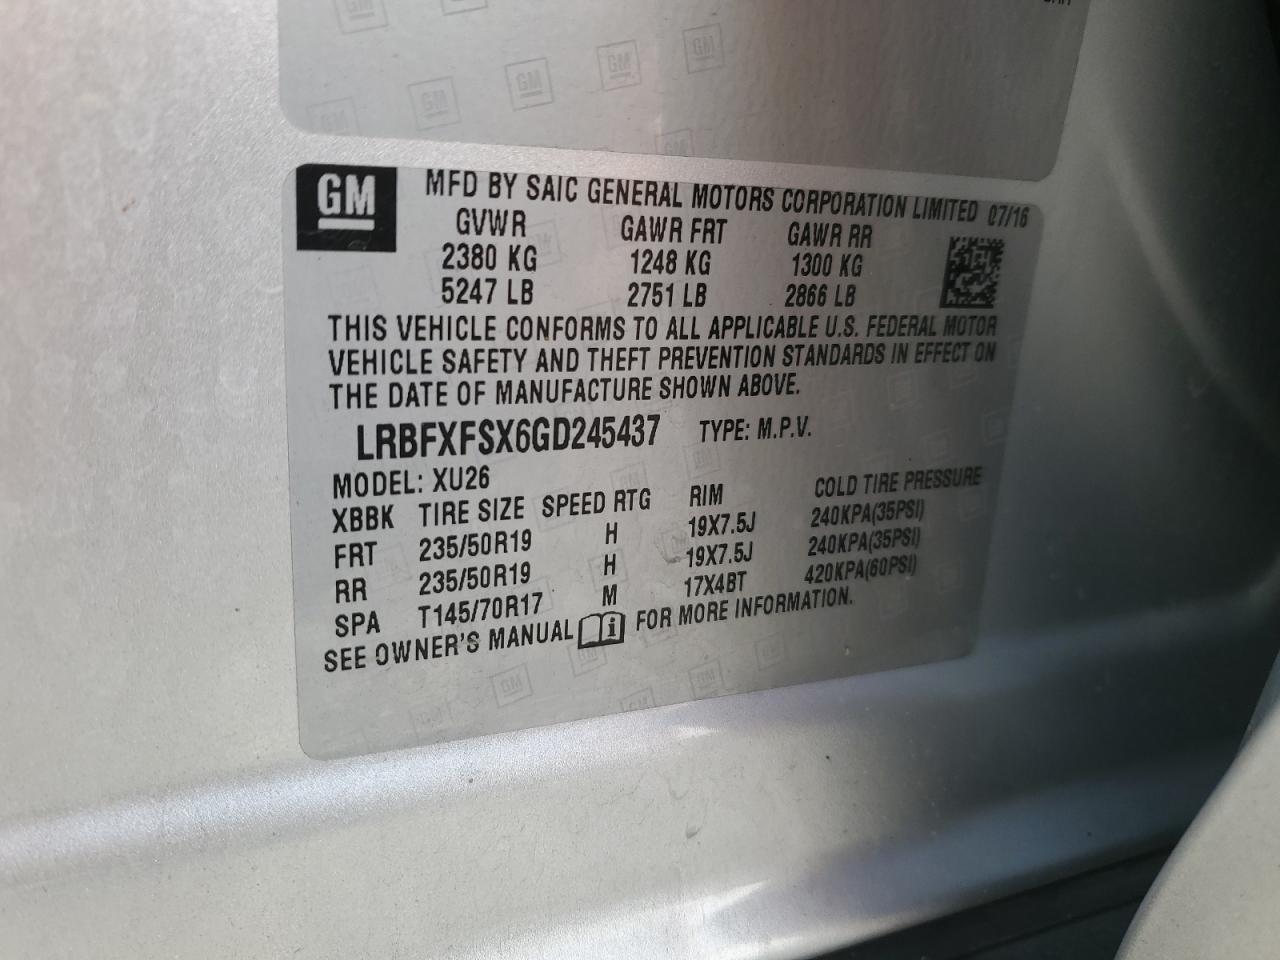 GM MFD BY SAIC GENERAL MOTORS CORPORATION LIMITED 07/16
GVWR GAWR FRT GAWR RR
2380 KG 1248 KG 1300 KG
5247 LB 2751 LB 2866 LB
THIS VEHICLE CONFORMS TO ALL APPLICABLE U.S. FEDERAL MOTOR
VEHICLE SAFETY AND THEFT PREVENTION STANDARDS IN EFFECT ON
THE DATE OF MANUFACTURE SHOWN ABOVE.
LRBFXFSX6GD245437 TYPE: M.P.V.
MODEL: XU26
XBBK TIRE SIZE SPEED RTG RIM COLD TIRE PRESSURE
FRT 235/50R19 H 19X7.5J 240KPA(35PSI)
RR 235/50R19 H 19X7.5J 240KPA(35PSI)
SPA T145/70R17 M 17X4BT 420KPA(60PSI)
SEE OWNER'S MANUAL i FOR MORE INFORMATION.